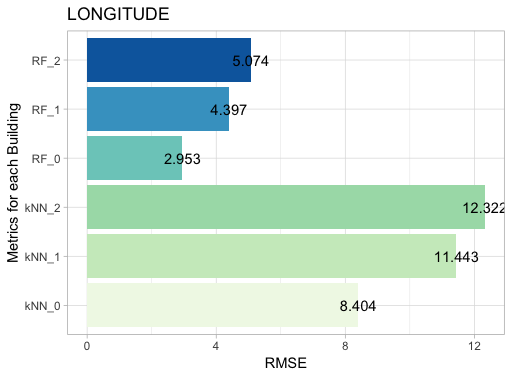 LONGITUDE
Metrics for each Building
RF_2
5.074
RF_1
4.397
RF_0
2.953
kNN_2
12.322
kNN_1
11.443
kNN_0
8.404
0
4
8
12
RMSE